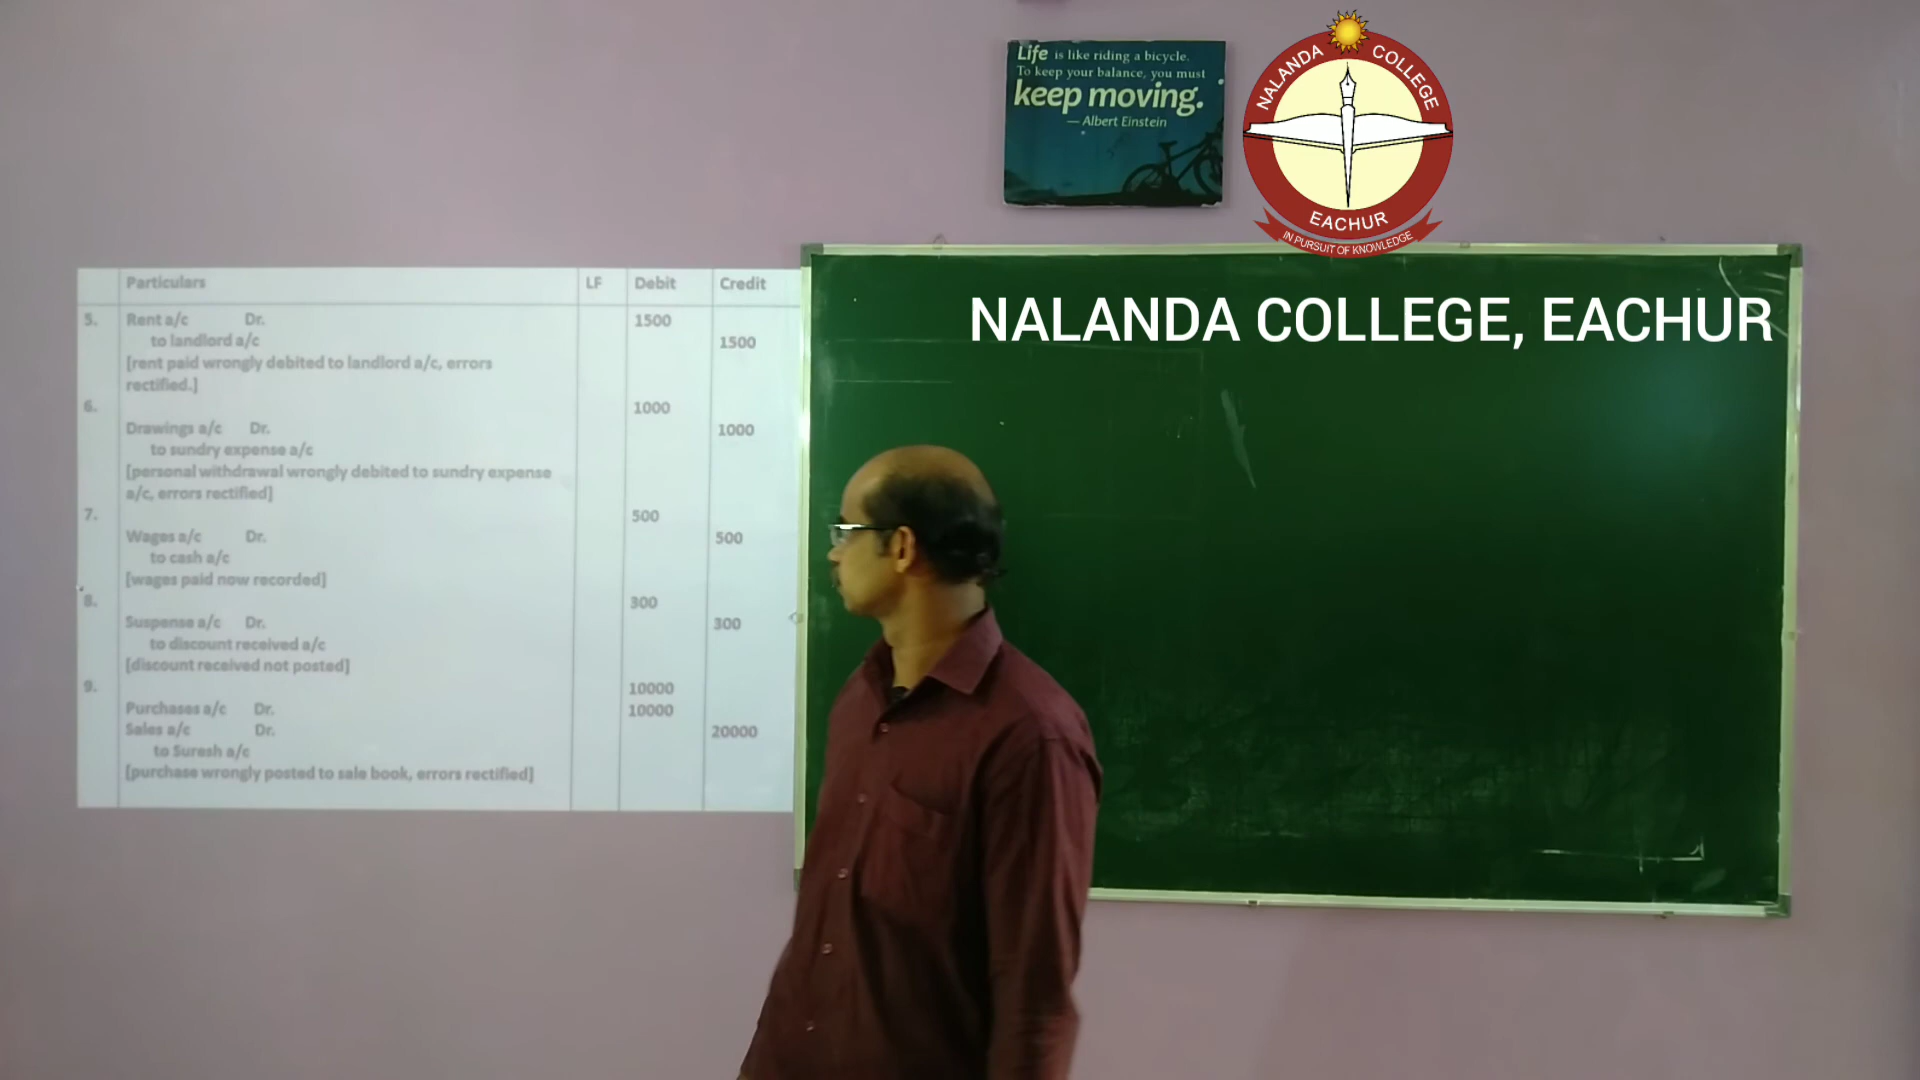 Life is like riding a bicycle.
To keep your balance, you must
keep moving.
— Albert Einstein
NALANDA COLLEGE
EACHUR
IN PURSUIT OF KNOWLEDGE
NALANDA COLLEGE, EACHUR
Particulars LF Debit Credit
5. Rent a/c Dr. 1500
to landlord a/c 1500
[rent paid wrongly debited to landlord a/c, errors
rectified.]
6. 1000
Drawings a/c Dr. 1000
to sundry expense a/c
[personal withdrawal wrongly debited to sundry expense
a/c, errors rectified]
7. 500
Wages a/c Dr. 500
to cash a/c
[wages paid now recorded]
8. 300
Suspense a/c Dr. 300
to discount received a/c
[discount received not posted]
9. 10000
Purchases a/c Dr. 10000
Sales a/c Dr. 20000
to Suresh a/c
[purchase wrongly posted to sale book, errors rectified]